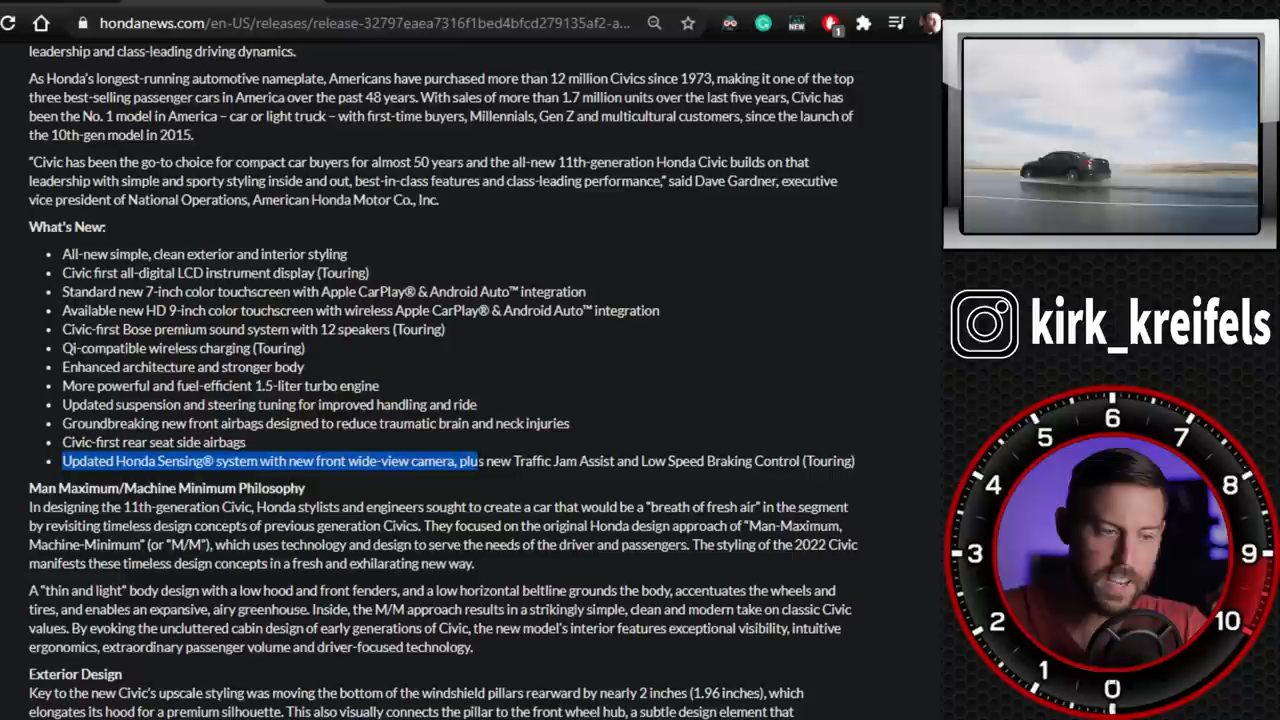 hondanews.com/en-US/releases/release-32797eaea7316f1bed4bfcd279135af2-a...
NEW
1
leadership and class-leading driving dynamics.
As Honda's longest-running automotive nameplate, Americans have purchased more than 12 million Civics since 1973, making it one of the top
three best-selling passenger cars in America over the past 48 years. With sales of more than 1.7 million units over the last five years, Civic has
been the No. 1 model in America – car or light truck – with first-time buyers, Millennials, Gen Z and multicultural customers, since the launch of
the 10th-gen model in 2015.
“Civic has been the go-to choice for compact car buyers for almost 50 years and the all-new 11th-generation Honda Civic builds on that
leadership with simple and sporty styling inside and out, best-in-class features and class-leading performance,” said Dave Gardner, executive
vice president of National Operations, American Honda Motor Co., Inc.
What's New:
• All-new simple, clean exterior and interior styling
• Civic first all-digital LCD instrument display (Touring)
• Standard new 7-inch color touchscreen with Apple CarPlay® & Android Auto™ integration
• Available new HD 9-inch color touchscreen with wireless Apple CarPlay® & Android Auto™ integration
• Civic-first Bose premium sound system with 12 speakers (Touring)
• Qi-compatible wireless charging (Touring)
• Enhanced architecture and stronger body
• More powerful and fuel-efficient 1.5-liter turbo engine
• Updated suspension and steering tuning for improved handling and ride
• Groundbreaking new front airbags designed to reduce traumatic brain and neck injuries
• Civic-first rear seat side airbags
• Updated Honda Sensing® system with new front wide-view camera, plus new Traffic Jam Assist and Low Speed Braking Control (Touring)
Man Maximum/Machine Minimum Philosophy
In designing the 11th-generation Civic, Honda stylists and engineers sought to create a car that would be a “breath of fresh air” in the segment
by revisiting timeless design concepts of previous generation Civics. They focused on the original Honda design approach of “Man-Maximum,
Machine-Minimum” (or “M/M”), which uses technology and design to serve the needs of the driver and passengers. The styling of the 2022 Civic
manifests these timeless design concepts in a fresh and exhilarating new way.
A “thin and light” body design with a low hood and front fenders, and a low horizontal beltline grounds the body, accentuates the wheels and
tires, and enables an expansive, airy greenhouse. Inside, the M/M approach results in a strikingly simple, clean and modern take on classic Civic
values. By evoking the uncluttered cabin design of early generations of Civic, the new model's interior features exceptional visibility, intuitive
ergonomics, extraordinary passenger volume and driver-focused technology.
Exterior Design
Key to the new Civic's upscale styling was moving the bottom of the windshield pillars rearward by nearly 2 inches (1.96 inches), which
elongates its hood for a premium silhouette. This also visually connects the pillar to the front wheel hub, a subtle design element that
kirk_kreifels
0
1
2
3
4
5
6
7
8
9
10